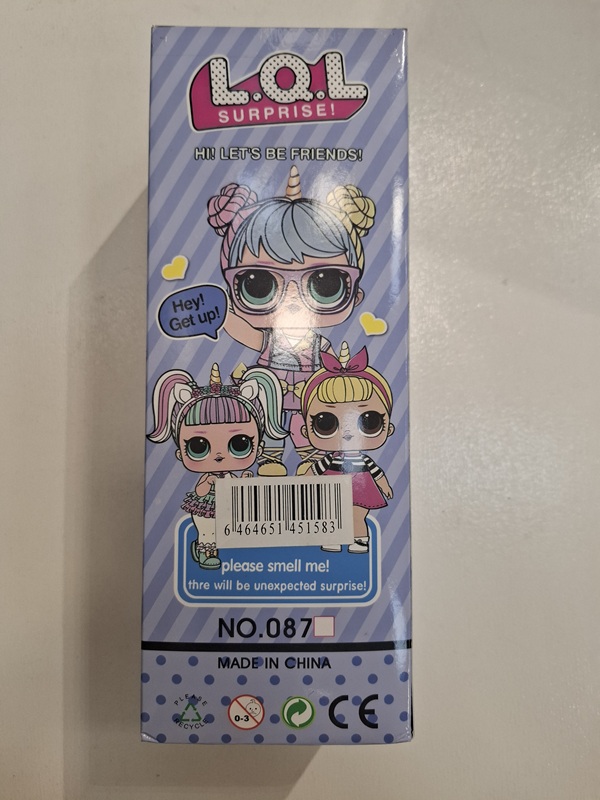 L.Q.L
SURPRISE!
HI! LET'S BE FRIENDS!
Hey!
Get up!
6 464651 451583
please smell me!
thre will be unexpected surprise!
NO.087
MADE IN CHINA
PLEASE
RECYCLE
0-3
CE